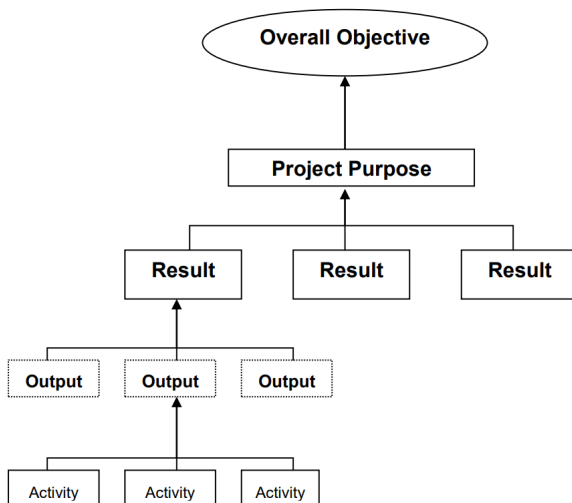 Overall Objective
Project Purpose
Result
Result
Result
Output
Output
Output
Activity
Activity
Activity